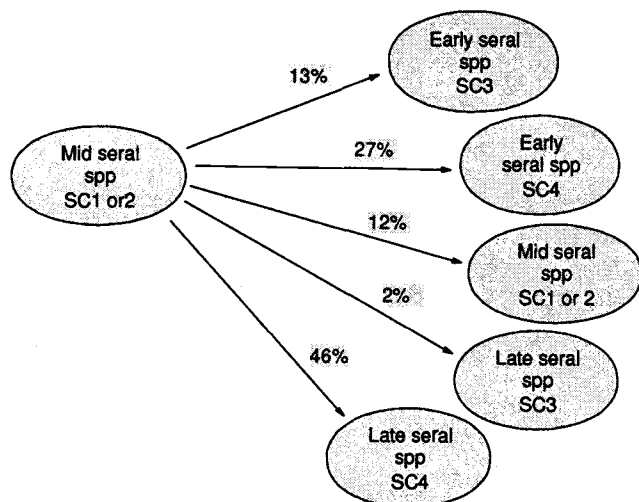 Early seral
spp
SC3
13%
Mid seral
spp
SC1 or2
27%
Early
seral spp
SC4
12%
Mid seral
spp
SC1 or 2
2%
Late seral
spp
SC3
46%
Late seral
spp
SC4